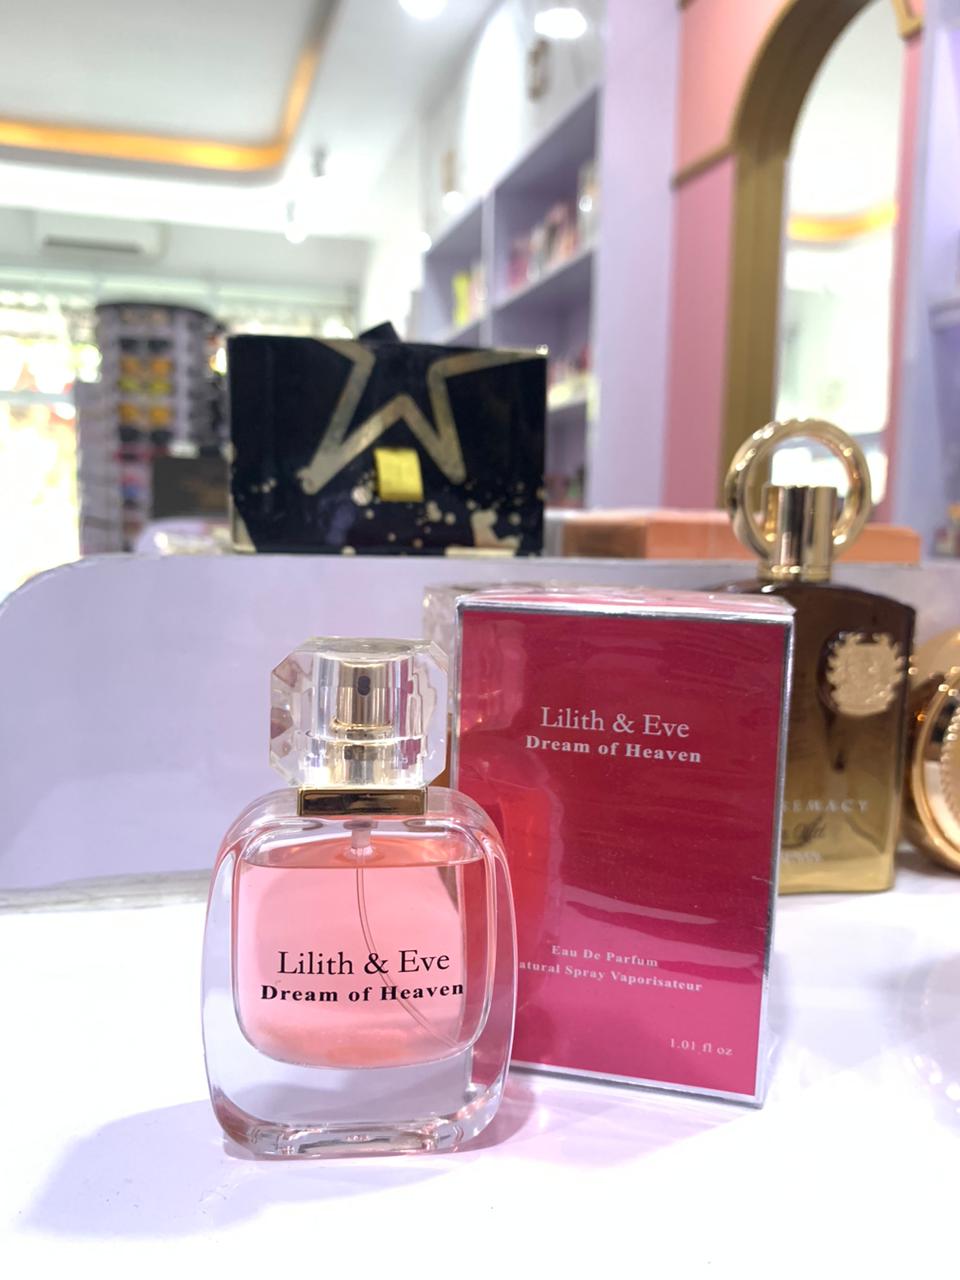 Lilith & Eve
Dream of Heaven
Eau De Parfum
atural Spray Vaporisateur
1.01 fl oz
Lilith & Eve
Dream of Heaven
EMACY